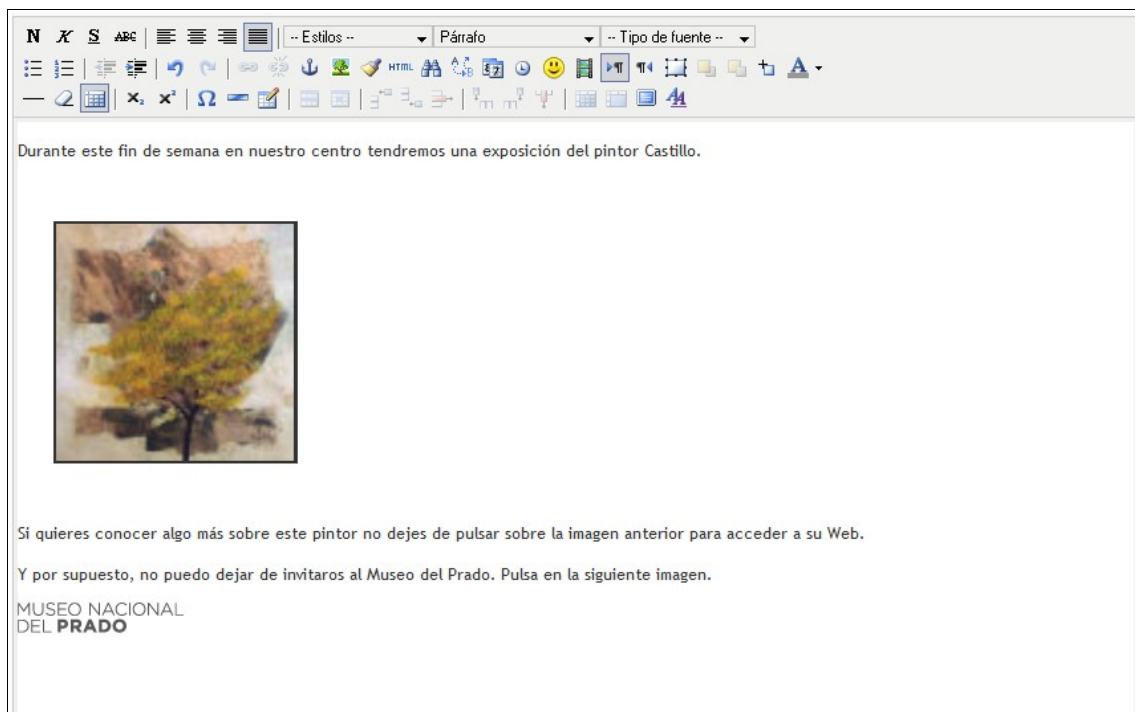 N K S ABC -- Estilos -- Párrafo -- Tipo de fuente --
HTML A
x₂ x² Ω
Durante este fin de semana en nuestro centro tendremos una exposición del pintor Castillo.
Si quieres conocer algo más sobre este pintor no dejes de pulsar sobre la imagen anterior para acceder a su Web.
Y por supuesto, no puedo dejar de invitaros al Museo del Prado. Pulsa en la siguiente imagen.
MUSEO NACIONAL
DEL PRADO